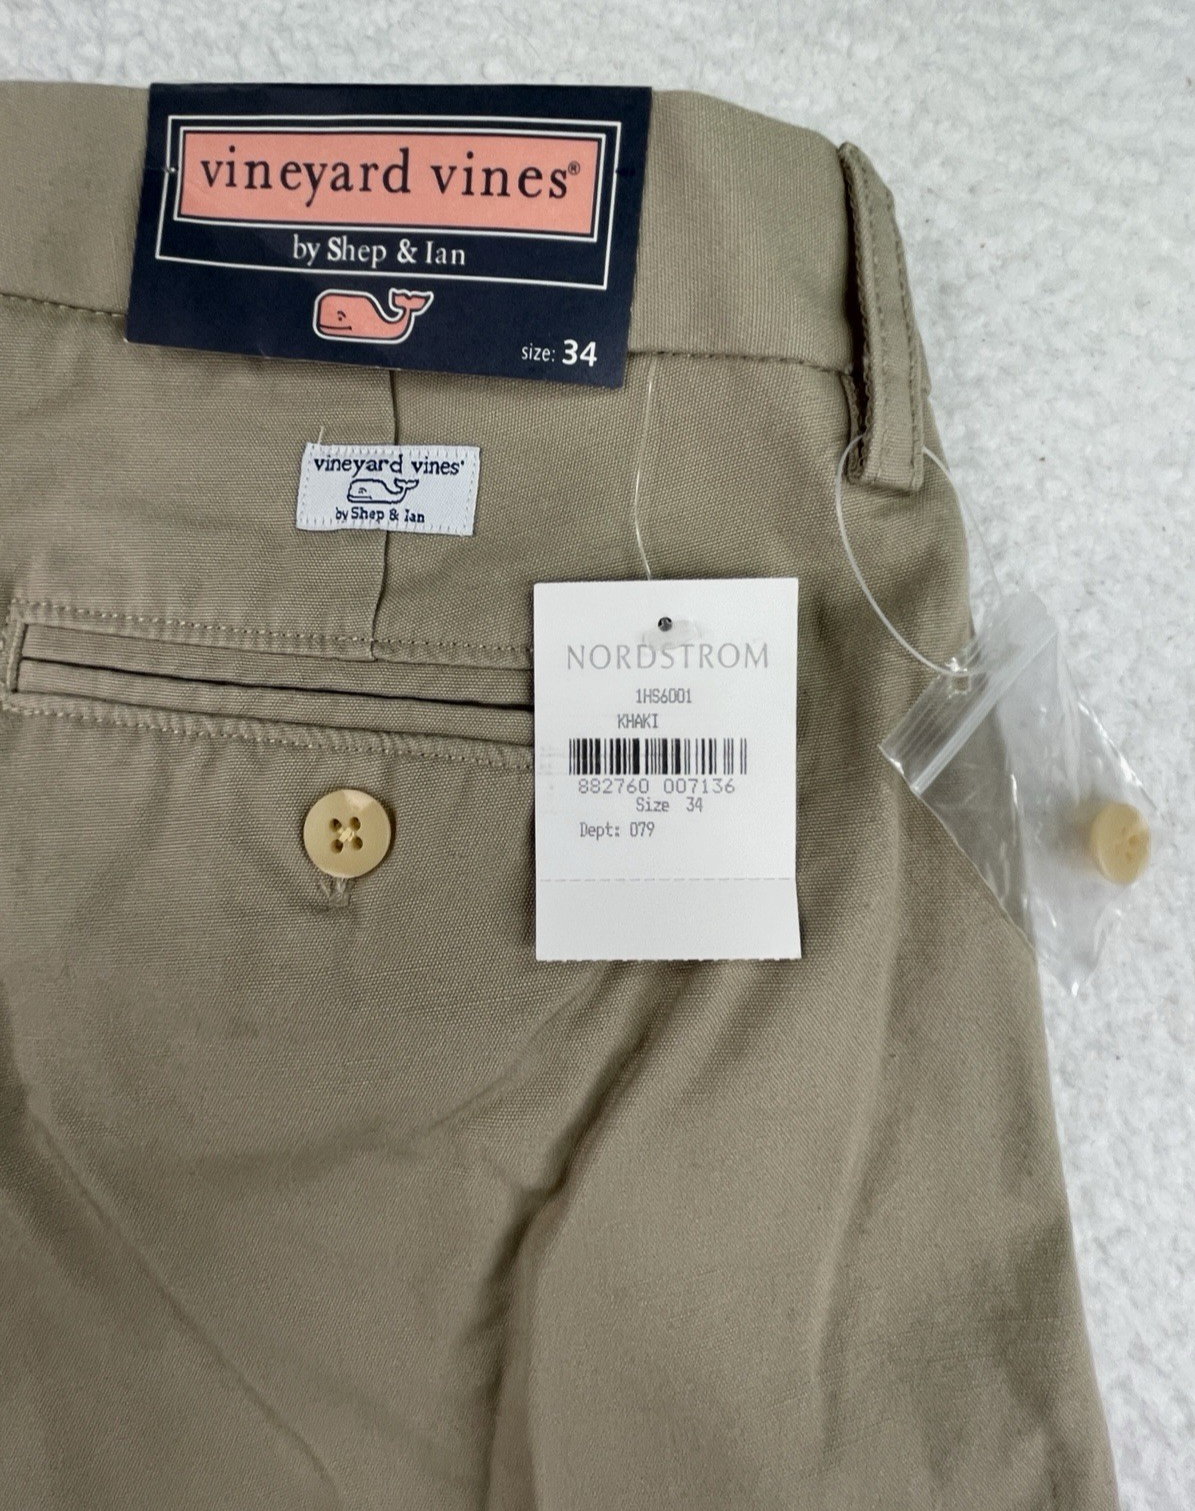 vineyard vines®
by Shep & Ian
size: 34
vineyard vines®
by Shep & Ian
NORDSTROM
1HS6001
KHAKI
882760 007136
Size 34
Dept: 079